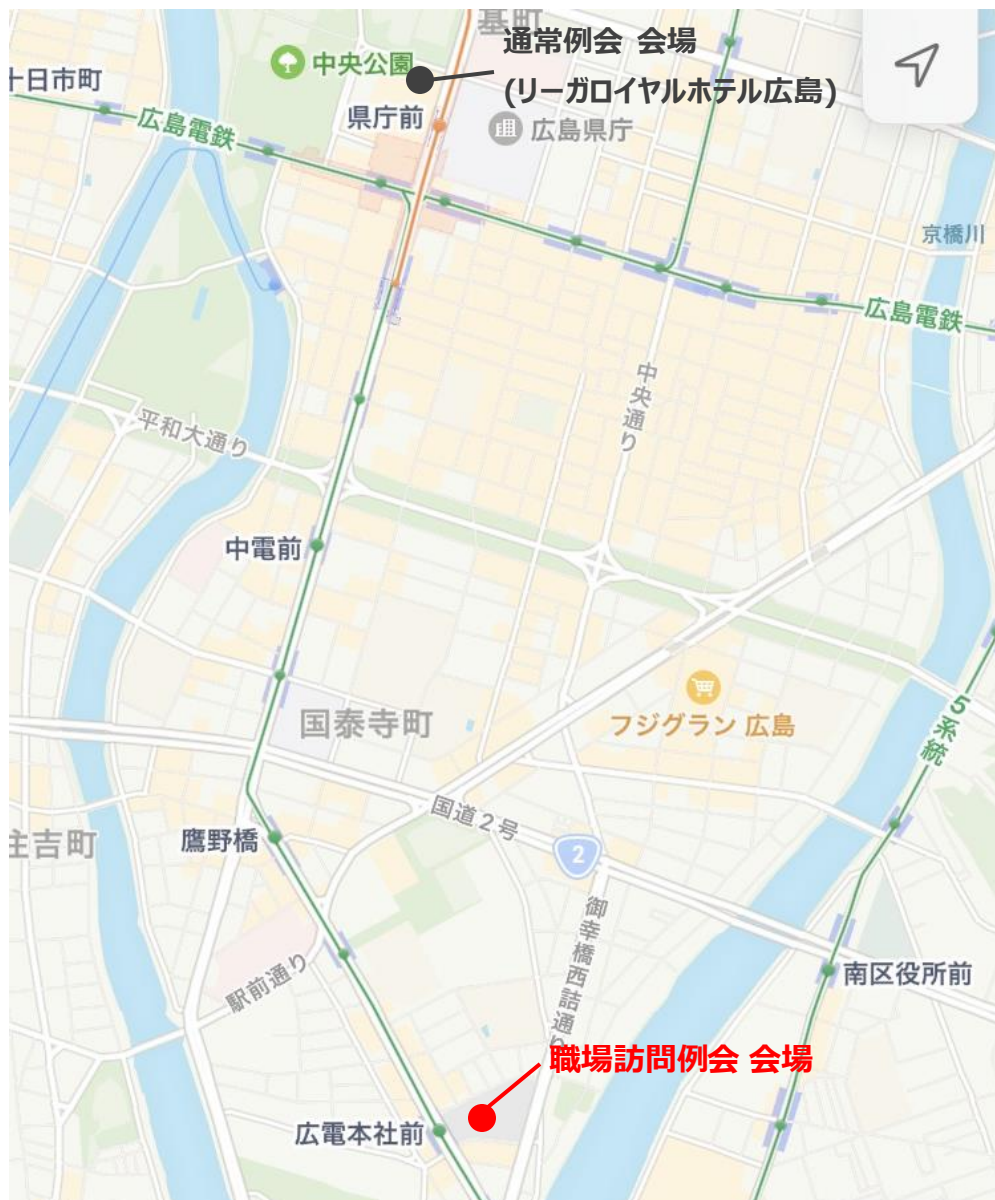 基町
通常例会 会場
(リーガロイヤルホテル広島)
中央公園
十日市町
県庁前
広島県庁
広島電鉄
京橋川
広島電鉄
中央通り
平和大通り
中電前
国泰寺町
フジグラン 広島
5系統
国道2号
2
鷹野橋
住吉町
御幸橋西詰通り
駅前通り
南区役所前
職場訪問例会 会場
広電本社前